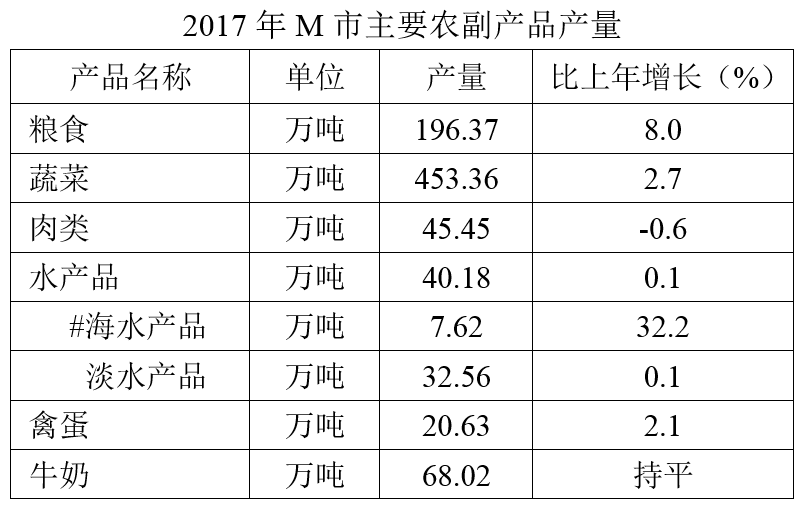 2017 年 M 市主要农副产品产量
产品名称 单位 产量 比上年增长（%）
粮食 万吨 196.37 8.0
蔬菜 万吨 453.36 2.7
肉类 万吨 45.45 -0.6
水产品 万吨 40.18 0.1
#海水产品 万吨 7.62 32.2
淡水产品 万吨 32.56 0.1
禽蛋 万吨 20.63 2.1
牛奶 万吨 68.02 持平